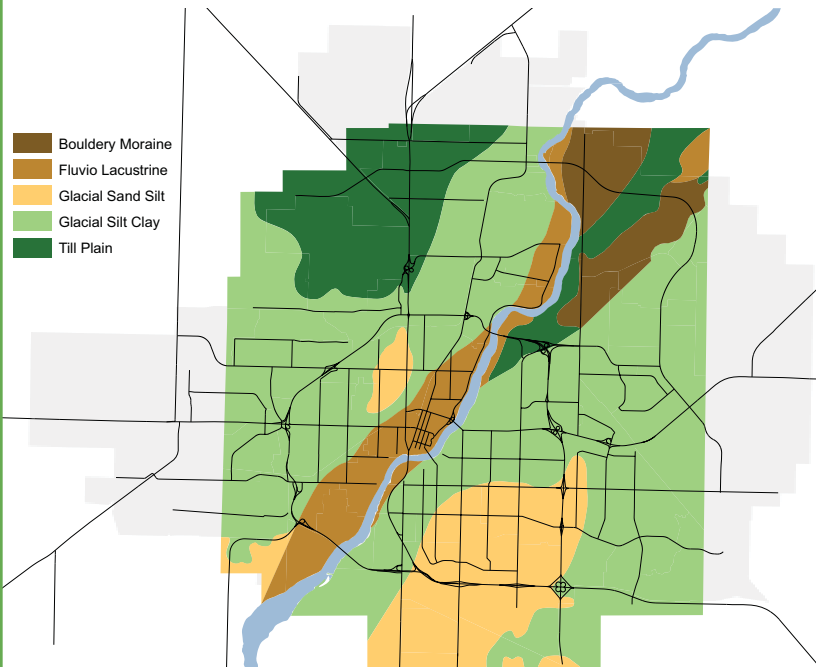 Bouldery Moraine
Fluvio Lacustrine
Glacial Sand Silt
Glacial Silt Clay
Till Plain